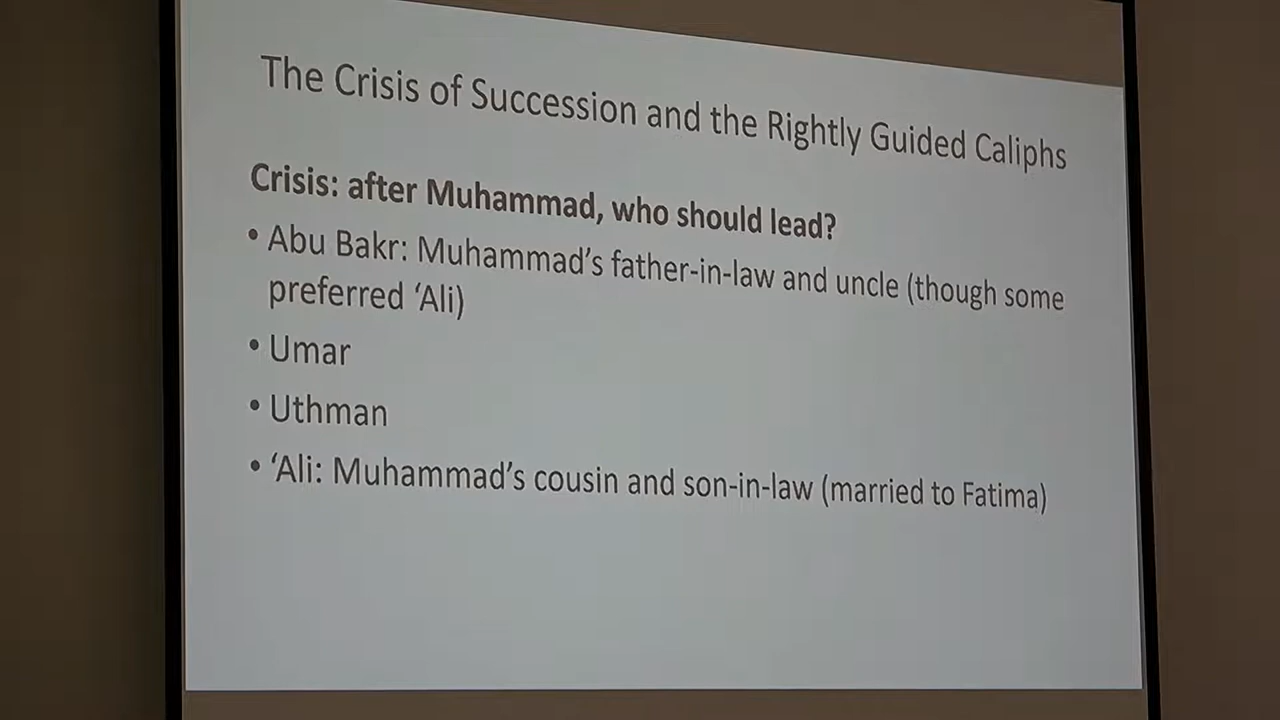 The Crisis of Succession and the Rightly Guided Caliphs
Crisis: after Muhammad, who should lead?
• Abu Bakr: Muhammad’s father-in-law and uncle (though some
preferred ‘Ali)
• Umar
• Uthman
• ‘Ali: Muhammad’s cousin and son-in-law (married to Fatima)